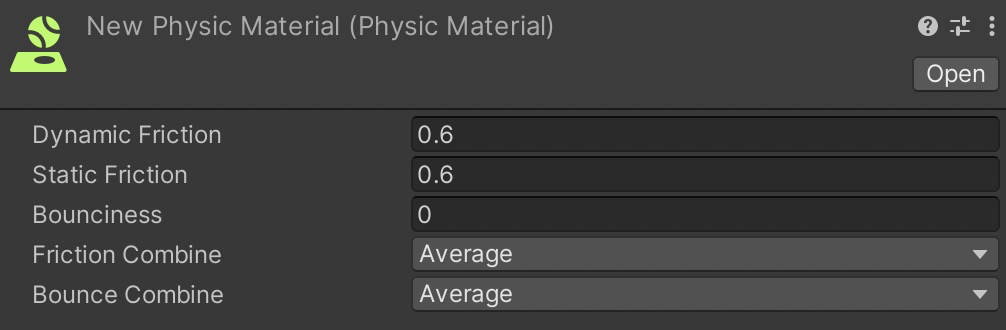 New Physic Material (Physic Material)
Open
Dynamic Friction 0.6
Static Friction 0.6
Bounciness 0
Friction Combine Average
Bounce Combine Average